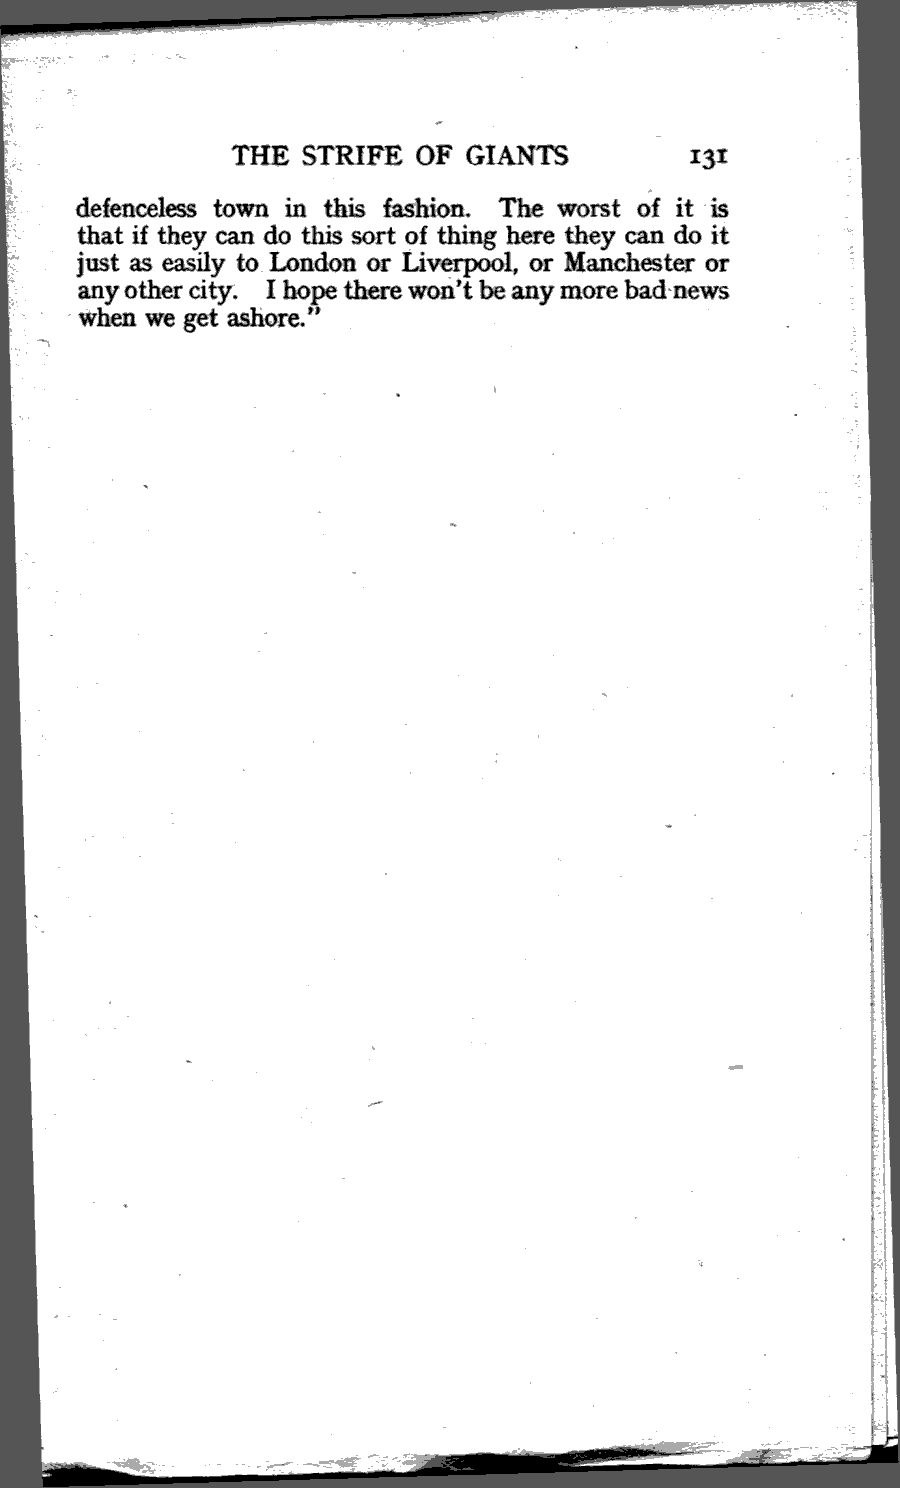 THE STRIFE OF GIANTS 131
defenceless town in this fashion. The worst of it is
that if they can do this sort of thing here they can do it
just as easily to London or Liverpool, or Manchester or
any other city. I hope there won't be any more bad news
when we get ashore."